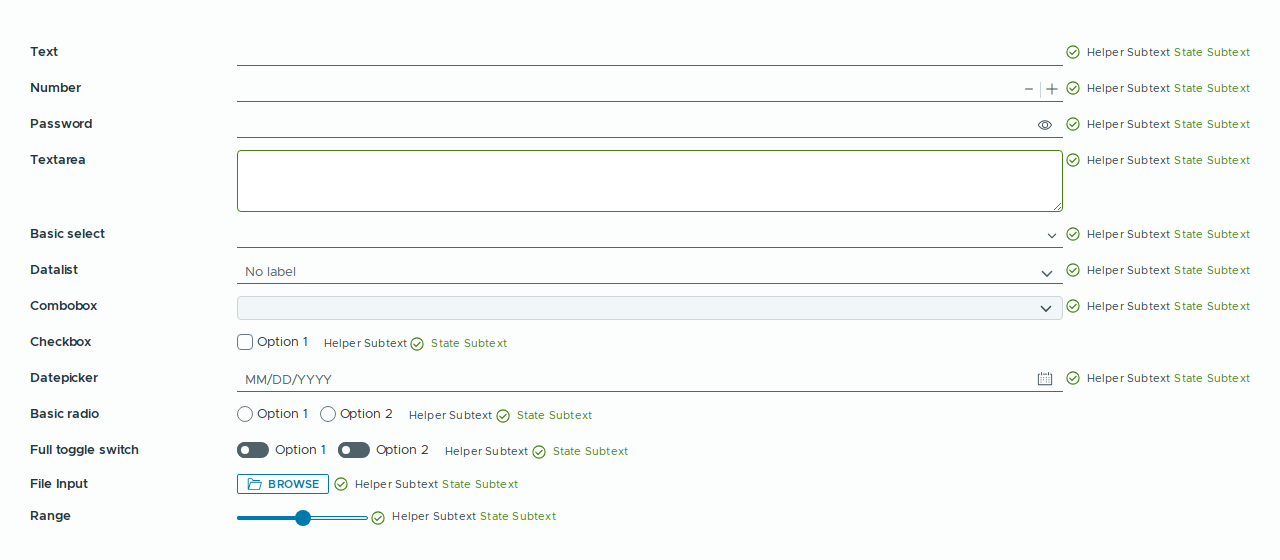 Text Helper Subtext State Subtext
Number Helper Subtext State Subtext
Password Helper Subtext State Subtext
Textarea Helper Subtext State Subtext
Basic select Helper Subtext State Subtext
Datalist No label Helper Subtext State Subtext
Combobox Helper Subtext State Subtext
Checkbox Option 1 Helper Subtext State Subtext
Datepicker MM/DD/YYYY Helper Subtext State Subtext
Basic radio Option 1 Option 2 Helper Subtext State Subtext
Full toggle switch Option 1 Option 2 Helper Subtext State Subtext
File Input BROWSE Helper Subtext State Subtext
Range Helper Subtext State Subtext